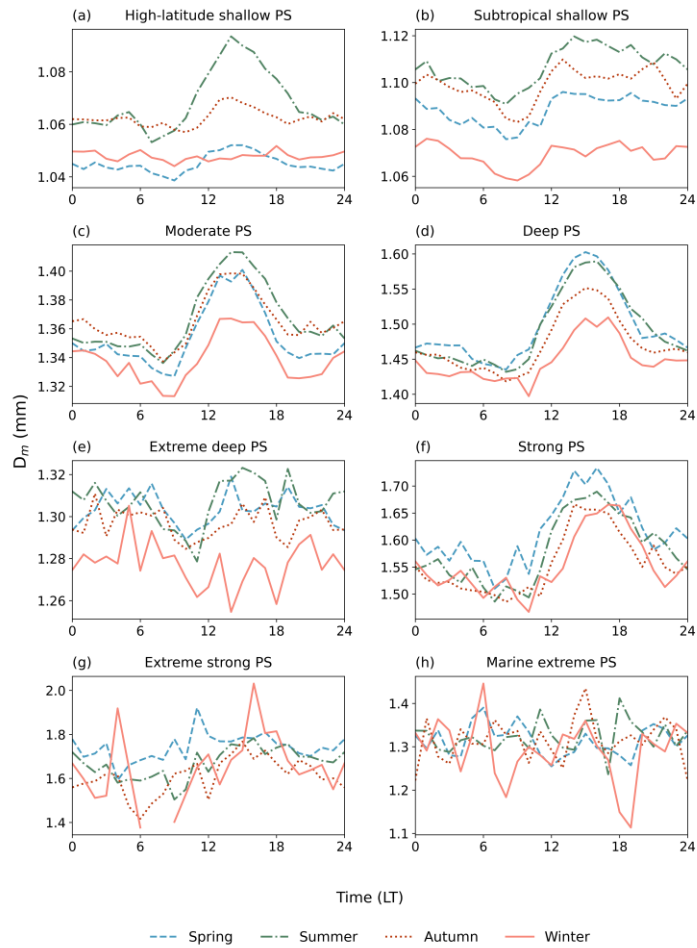 (a) High-latitude shallow PS
1.08
1.06
1.04
0 6 12 18 24
(b) Subtropical shallow PS
1.12
1.10
1.08
1.06
0 6 12 18 24
(c) Moderate PS
1.40
1.38
1.36
1.34
1.32
0 6 12 18 24
(d) Deep PS
1.60
1.55
1.50
1.45
1.40
0 6 12 18 24
D_m (mm)
(e) Extreme deep PS
1.32
1.30
1.28
1.26
0 6 12 18 24
(f) Strong PS
1.70
1.65
1.60
1.55
1.50
0 6 12 18 24
(g) Extreme strong PS
2.0
1.8
1.6
1.4
0 6 12 18 24
(h) Marine extreme PS
1.4
1.3
1.2
1.1
0 6 12 18 24
Time (LT)
Spring Summer Autumn Winter